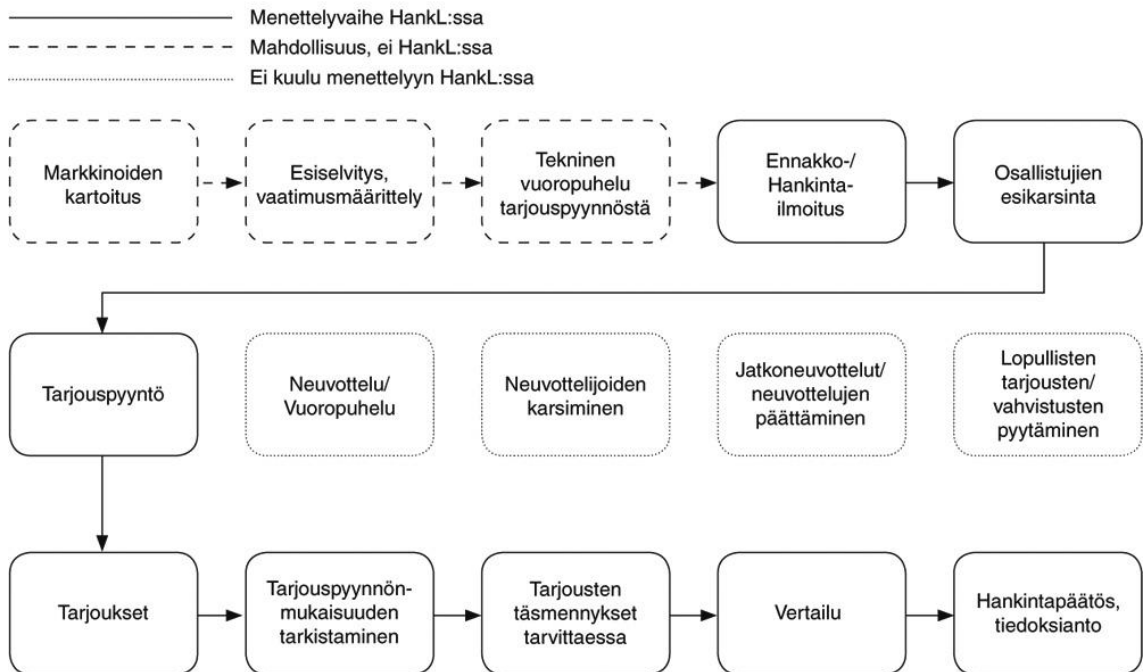 Menettelyvaihe HankL:ssa
Mahdollisuus, ei HankL:ssa
Ei kuulu menettelyyn HankL:ssa
Markkinoiden
kartoitus
Esiselvitys,
vaatimusmäärittely
Tekninen
vuoropuhelu
tarjouspyynnöstä
Ennakko-/
Hankinta-
ilmoitus
Osallistujien
esikarsinta
Tarjouspyyntö
Neuvottelu/
Vuoropuhelu
Neuvottelijoiden
karsiminen
Jatkoneuvottelut/
neuvottelujen
päättäminen
Lopullisten
tarjousten/
vahvistusten
pyytäminen
Tarjoukset
Tarjouspyynnön-
mukaisuuden
tarkistaminen
Tarjousten
täsmennykset
tarvittaessa
Vertailu
Hankintapäätös,
tiedoksianto